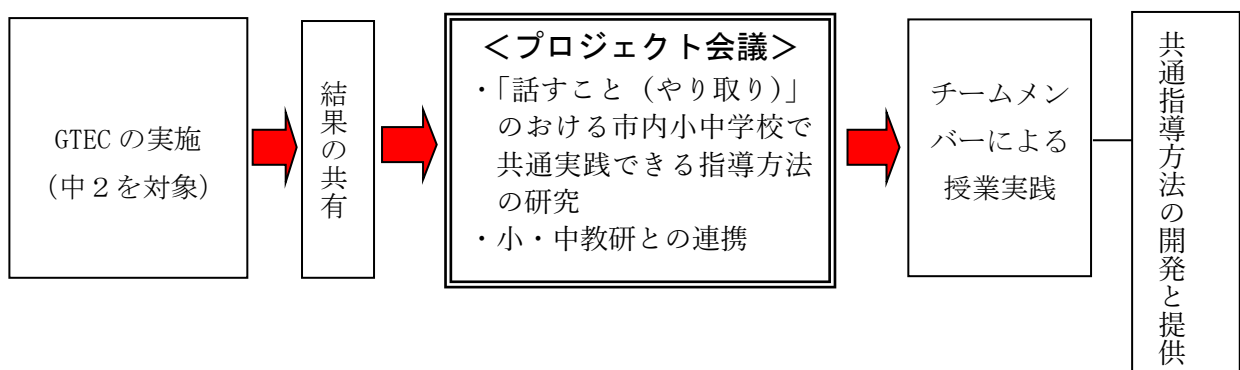 GTEC の実施
（中２を対象）
結果の共有
＜プロジェクト会議＞
・「話すこと（やり取り）」
のおける市内小中学校で
共通実践できる指導方法
の研究
・小・中教研との連携
チームメン
バーによる
授業実践
共通指導方法の開発と提供